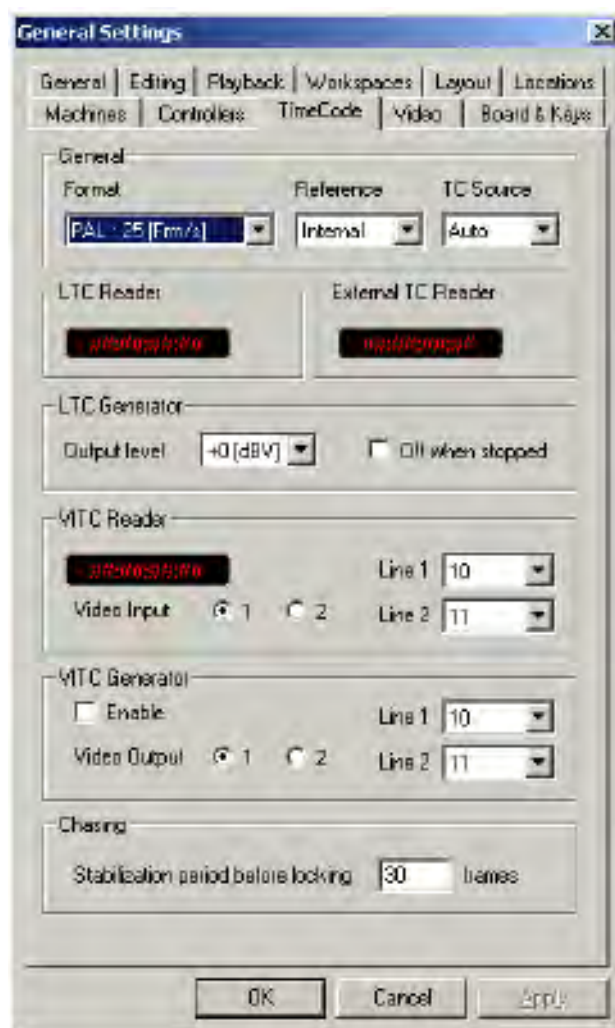 General Settings
General Editing Playback Workspaces Layout Locations
Machines Controllers TimeCode Video Board & Keys
General
Format Reference TC Source
PAL : 25 [Frm/s] Internal Auto
LTC Reader External TC Reader
LTC Generator
Output level +0 [dBV] Off when stopped
VITC Reader
Line 1 10
Video Input 1 2 Line 2 11
VITC Generator
Enable Line 1 10
Video Output 1 2 Line 2 11
Chasing
Stabilization period before locking 30 frames
OK Cancel Apply